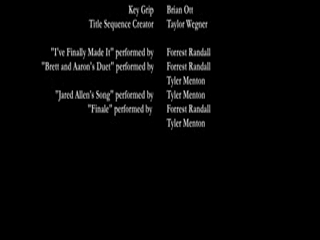 Key Grip Brian Ott
Title Sequence Creator Taylor Wegner
"I've Finally Made It" performed by Forrest Randall
"Brett and Aaron's Duet" performed by Forrest Randall
Tyler Menton
"Jared Allen's Song" performed by Tyler Menton
"Finale" performed by Forrest Randall
Tyler Menton